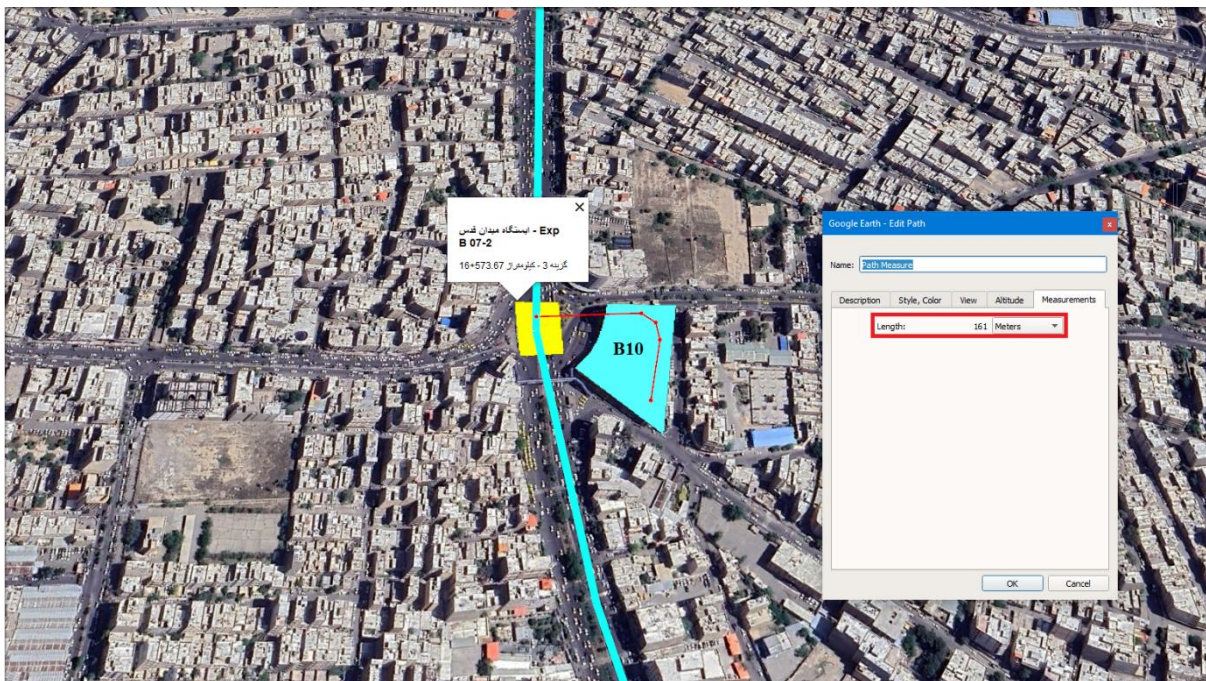 ایستگاه میدان قدس - Exp
B 07-2
گزینه 3 - کیلومتراژ 16+573.67
B10
Google Earth - Edit Path
Name: Path Measure
Description Style, Color View Altitude Measurements
Length: 161 Meters
OK Cancel